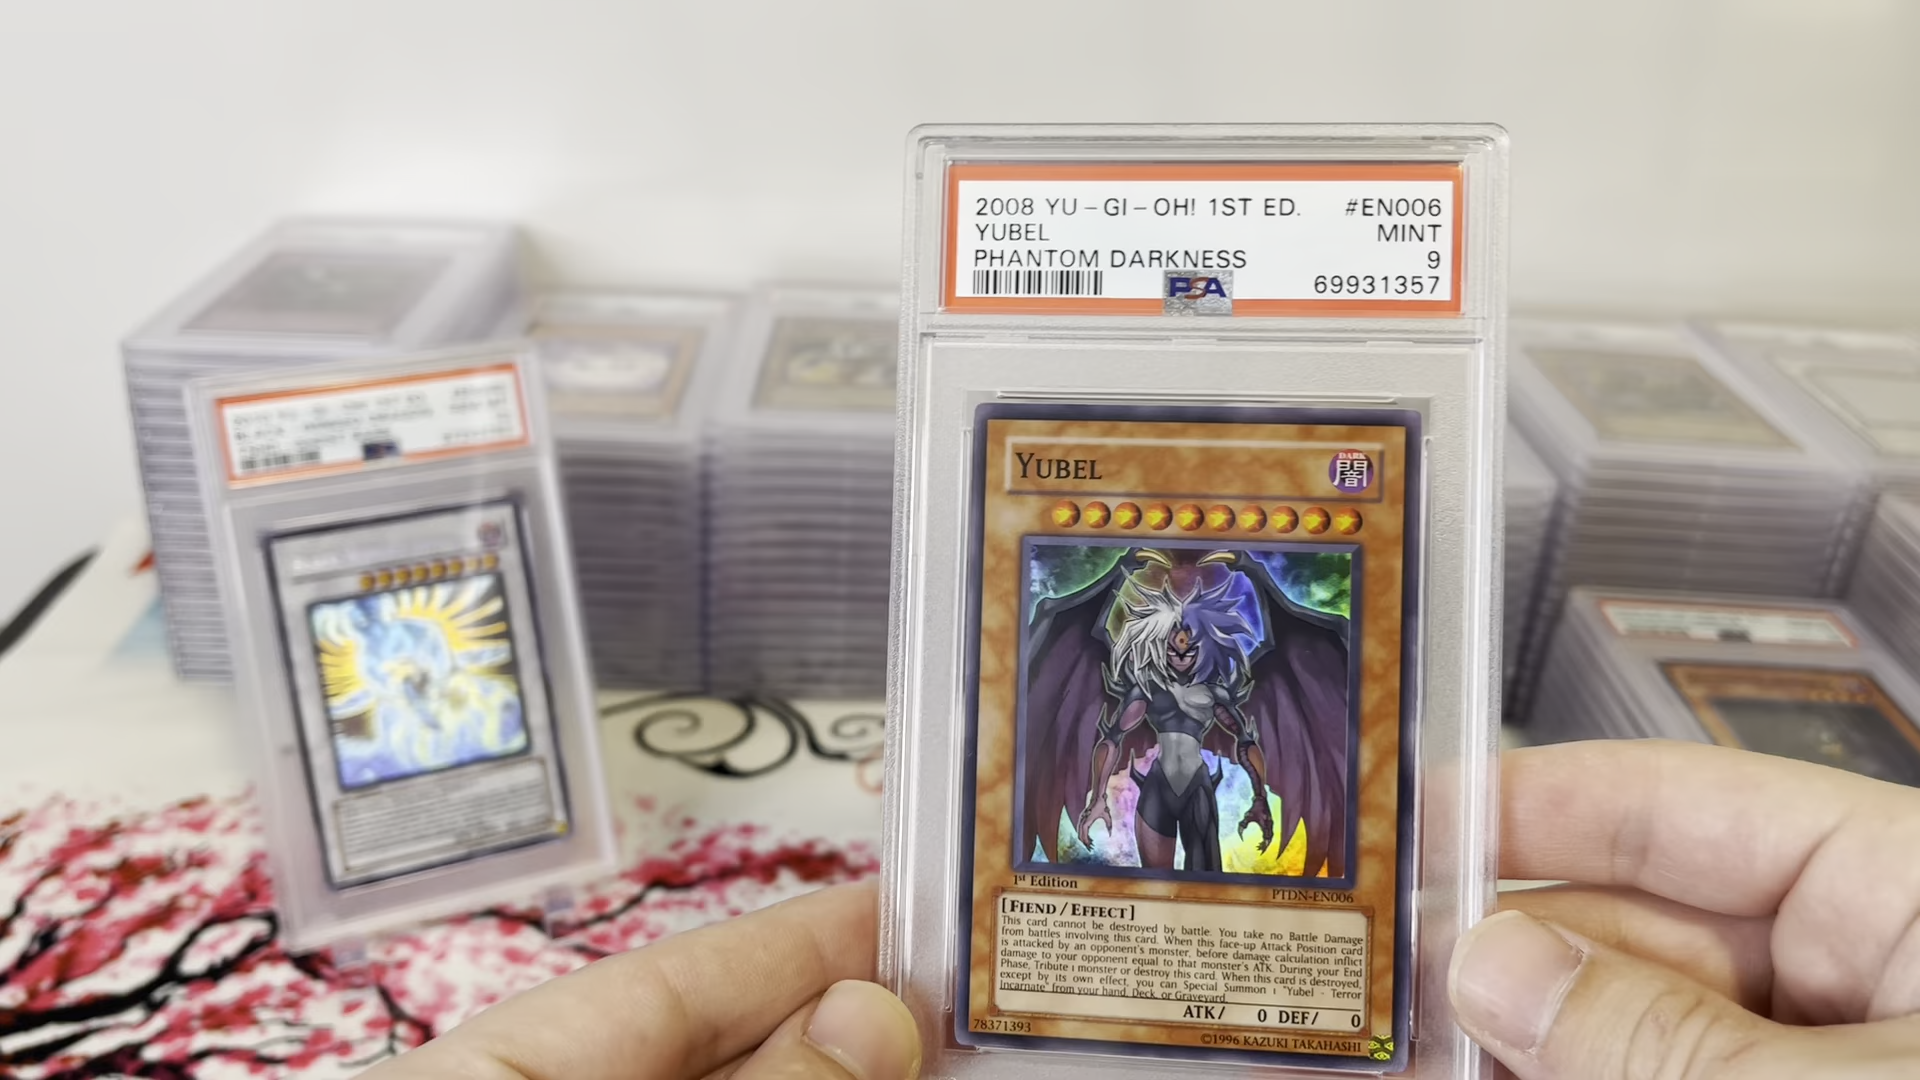 2008 YU-GI-OH! 1ST ED. #EN006
YUBEL MINT
PHANTOM DARKNESS 9
PSA 69931357
YUBEL
DARK
闇
1st Edition
PTDN-EN006
[FIEND/EFFECT]
This card cannot be destroyed by battle. You take no Battle Damage
from battles involving this card. When this face-up Attack Position card
is attacked by an opponent's monster, before damage calculation inflict
damage to your opponent equal to that monster's ATK. During your End
Phase, Tribute 1 monster or destroy this card. When this card is destroyed,
except by its own effect, you can Special Summon 1 "Yubel - Terror
Incarnate" from your hand, Deck, or Graveyard.
ATK/ 0 DEF/ 0
78371393
©1996 KAZUKI TAKAHASHI